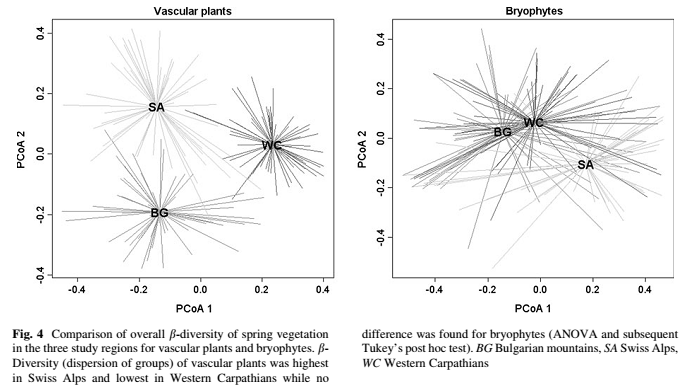 Vascular plants
PCoA 2
0.4
0.2
0.0
-0.2
-0.4
SA
WC
BG
-0.4 -0.2 0.0 0.2 0.4
PCoA 1
Bryophytes
PCoA 2
0.4
0.2
0.0
-0.2
-0.4
WC
BG
SA
-0.4 -0.2 0.0 0.2 0.4
PCoA 1
Fig. 4 Comparison of overall β-diversity of spring vegetation
in the three study regions for vascular plants and bryophytes. β-
Diversity (dispersion of groups) of vascular plants was highest
in Swiss Alps and lowest in Western Carpathians while no
difference was found for bryophytes (ANOVA and subsequent
Tukey's post hoc test). BG Bulgarian mountains, SA Swiss Alps,
WC Western Carpathians